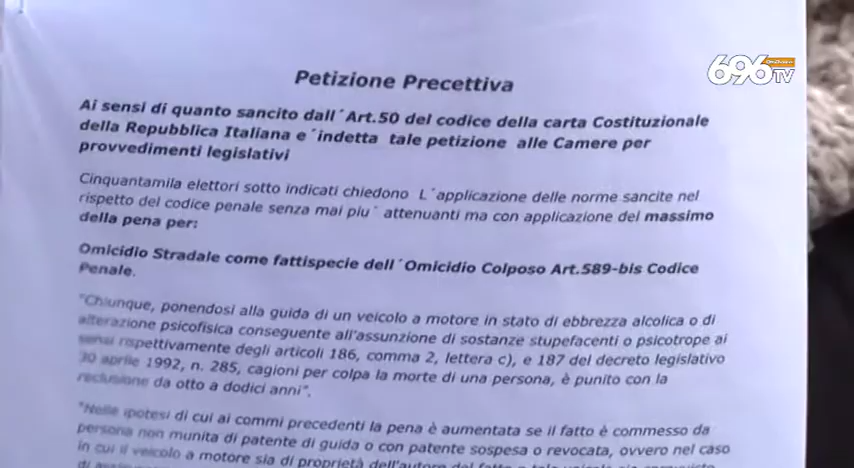 696 TV
Petizione Precettiva
Ai sensi di quanto sancito dall´Art.50 del codice della carta Costituzionale
della Repubblica Italiana e´indetta tale petizione alle Camere per
provvedimenti legislativi
Cinquantamila elettori sotto indicati chiedono L´applicazione delle norme sancite nel
rispetto del codice penale senza mai piu´ attenuanti ma con applicazione del massimo
della pena per:
Omicidio Stradale come fattispecie dell´Omicidio Colposo Art.589-bis Codice
Penale.
"Chiunque, ponendosi alla guida di un veicolo a motore in stato di ebbrezza alcolica o di
alterazione psicofisica conseguente all'assunzione di sostanze stupefacenti o psicotrope ai
sensi rispettivamente degli articoli 186, comma 2, lettera c), e 187 del decreto legislativo
30 aprile 1992, n. 285, cagioni per colpa la morte di una persona, è punito con la
reclusione da otto a dodici anni".
"Nelle ipotesi di cui ai commi precedenti la pena è aumentata se il fatto è commesso da
persona non munita di patente di guida o con patente sospesa o revocata, ovvero nel caso
in cui il veicolo a motore sia di proprietà dell'autore del fatto e tale veicolo sia